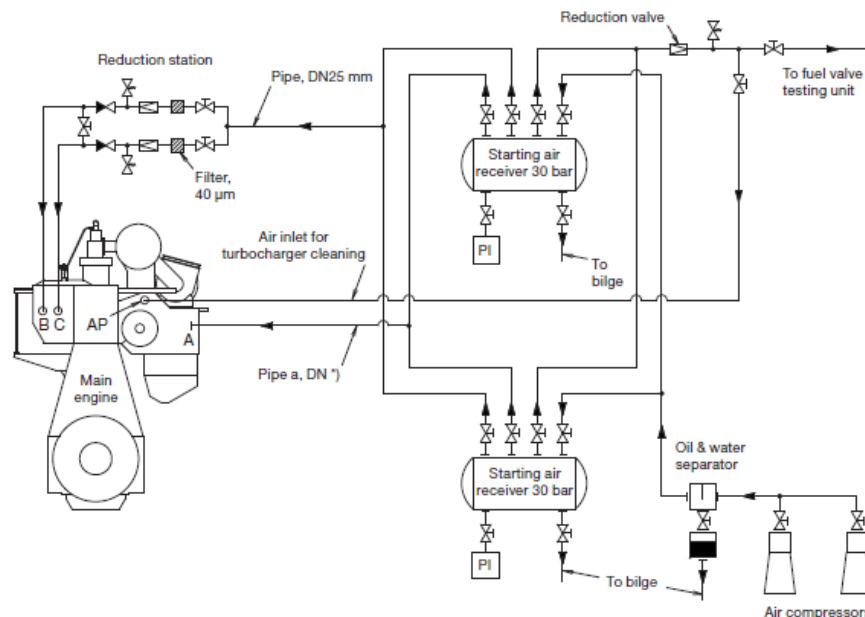 Reduction valve
Reduction station
Pipe, DN25 mm
To fuel valve
testing unit
Starting air
receiver 30 bar
Filter,
40 µm
PI
To
bilge
Air inlet for
turbocharger cleaning
B C
AP
A
Pipe a, DN *)
Main
engine
Oil & water
separator
Starting air
receiver 30 bar
PI
To bilge
Air compressors